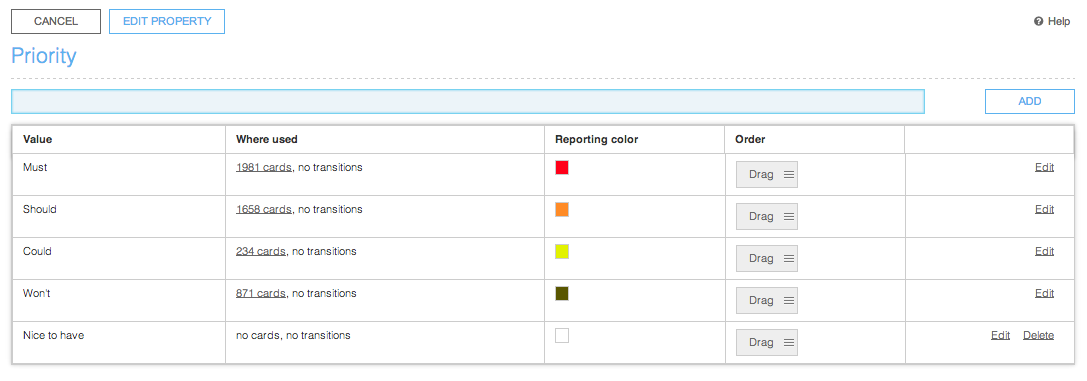 CANCEL EDIT PROPERTY Help
Priority
ADD
Value Where used Reporting color Order
Must 1981 cards, no transitions Drag Edit
Should 1658 cards, no transitions Drag Edit
Could 234 cards, no transitions Drag Edit
Won't 871 cards, no transitions Drag Edit
Nice to have no cards, no transitions Drag Edit Delete